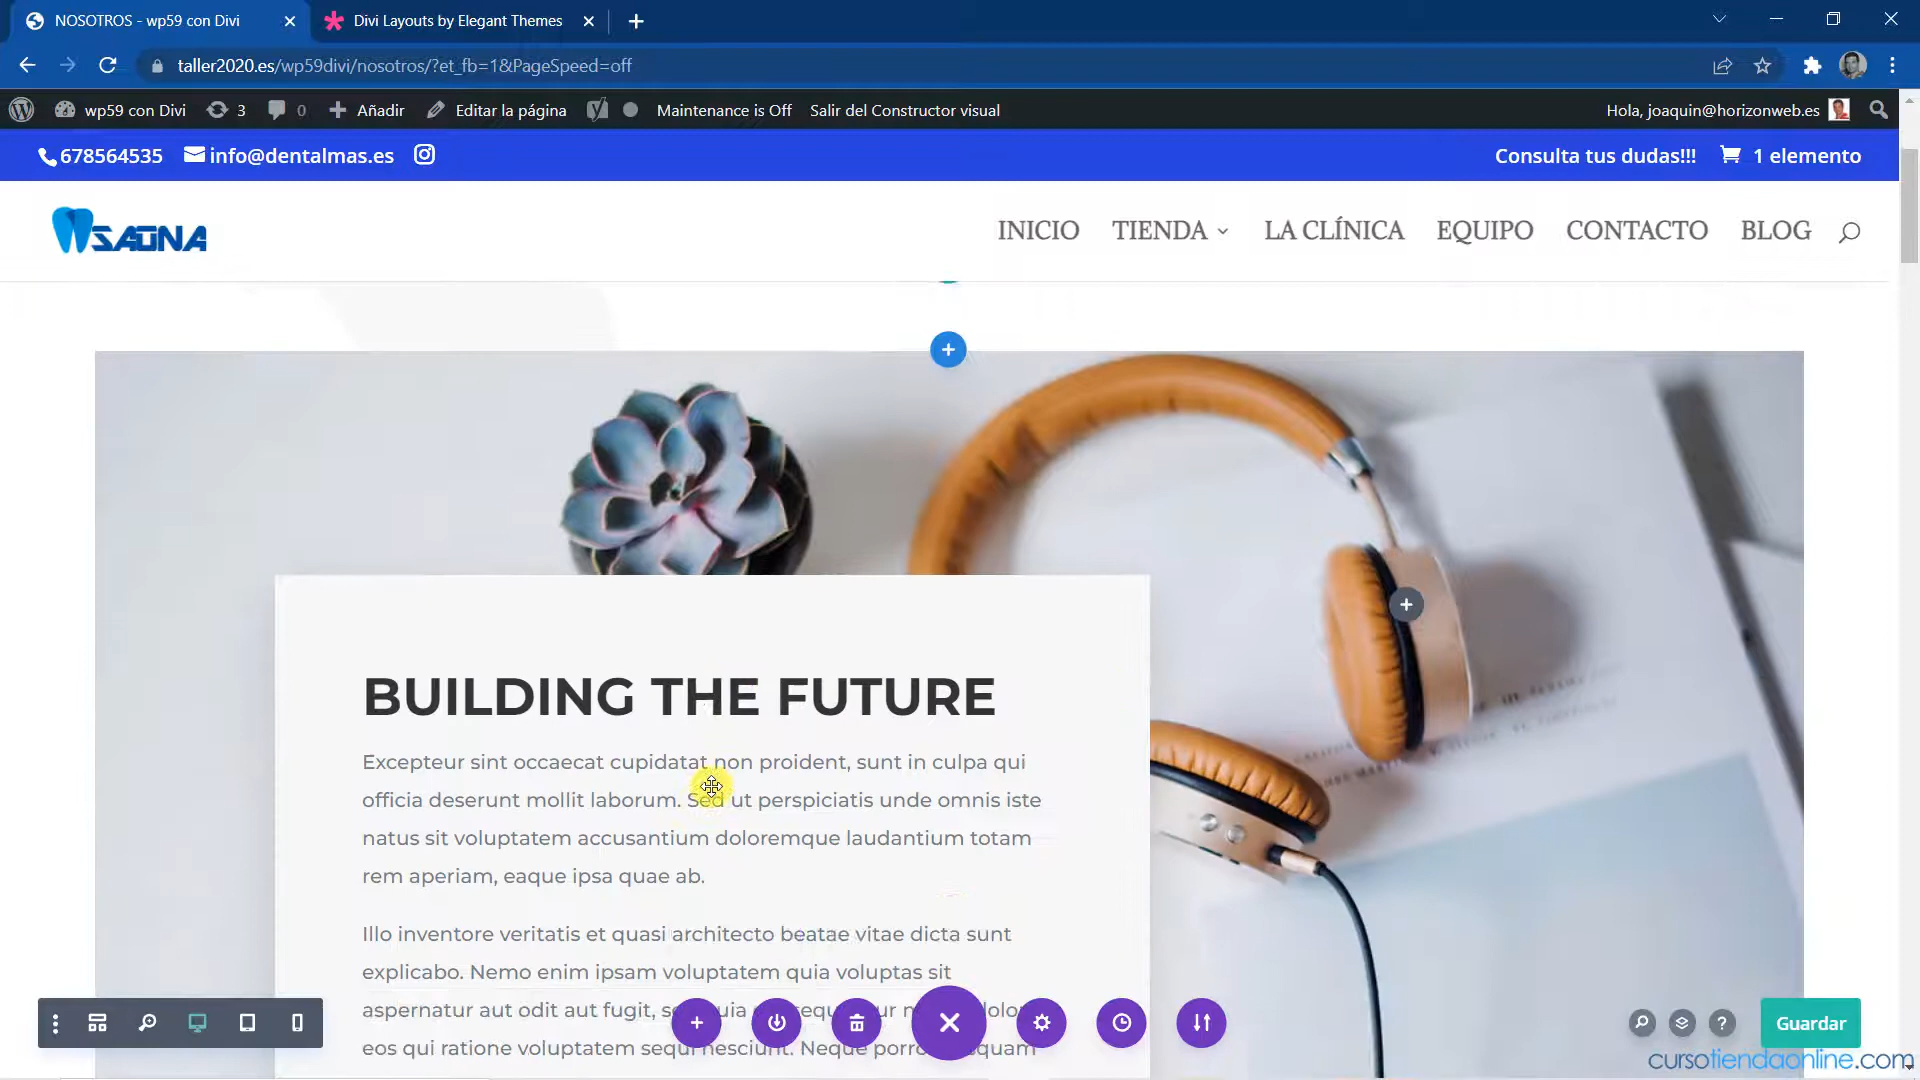 NOSOTROS - wp59 con Divi
Divi Layouts by Elegant Themes
taller2020.es/wp59divi/nosotros/?et_fb=1&PageSpeed=off
wp59 con Divi
3
0
Añadir
Editar la página
Maintenance is Off
Salir del Constructor visual
Hola, joaquin@horizonweb.es
678564535
info@dentalmas.es
Consulta tus dudas!!!
1 elemento
SAONA
INICIO
TIENDA
LA CLÍNICA
EQUIPO
CONTACTO
BLOG
BUILDING THE FUTURE
Excepteur sint occaecat cupidatat non proident, sunt in culpa qui
officia deserunt mollit laborum. Sed ut perspiciatis unde omnis iste
natus sit voluptatem accusantium doloremque laudantium totam
rem aperiam, eaque ipsa quae ab.
Illo inventore veritatis et quasi architecto beatae vitae dicta sunt
explicabo. Nemo enim ipsam voluptatem quia voluptas sit
aspernatur aut odit aut fugit,
eos qui ratione voluptatem sequi nesciunt. Neque porro
Guardar
cursotiendaonline.com